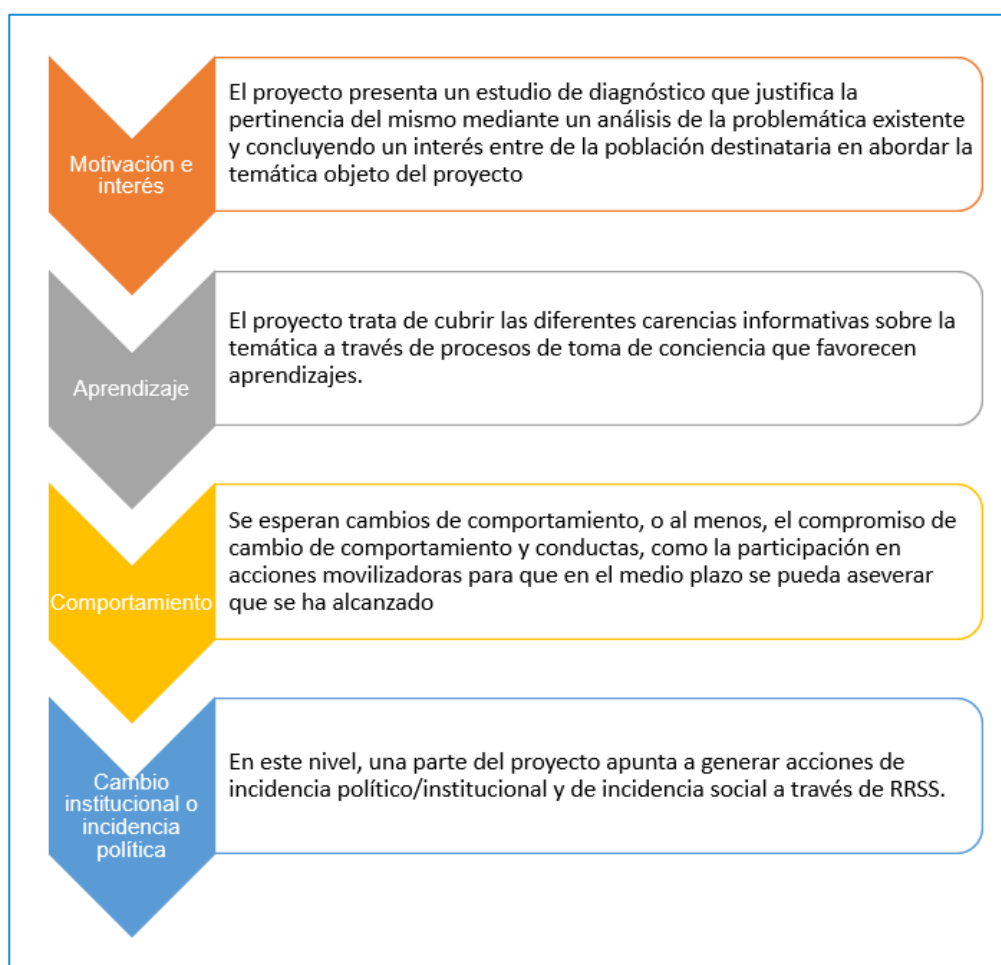 Motivación e
interés
El proyecto presenta un estudio de diagnóstico que justifica la
pertinencia del mismo mediante un análisis de la problemática existente
y concluyendo un interés entre de la población destinataria en abordar la
temática objeto del proyecto
Aprendizaje
El proyecto trata de cubrir las diferentes carencias informativas sobre la
temática a través de procesos de toma de conciencia que favorecen
aprendizajes.
Comportamiento
Se esperan cambios de comportamiento, o al menos, el compromiso de
cambio de comportamiento y conductas, como la participación en
acciones movilizadoras para que en el medio plazo se pueda aseverar
que se ha alcanzado
Cambio
institucional o
incidencia
política
En este nivel, una parte del proyecto apunta a generar acciones de
incidencia político/institucional y de incidencia social a través de RRSS.